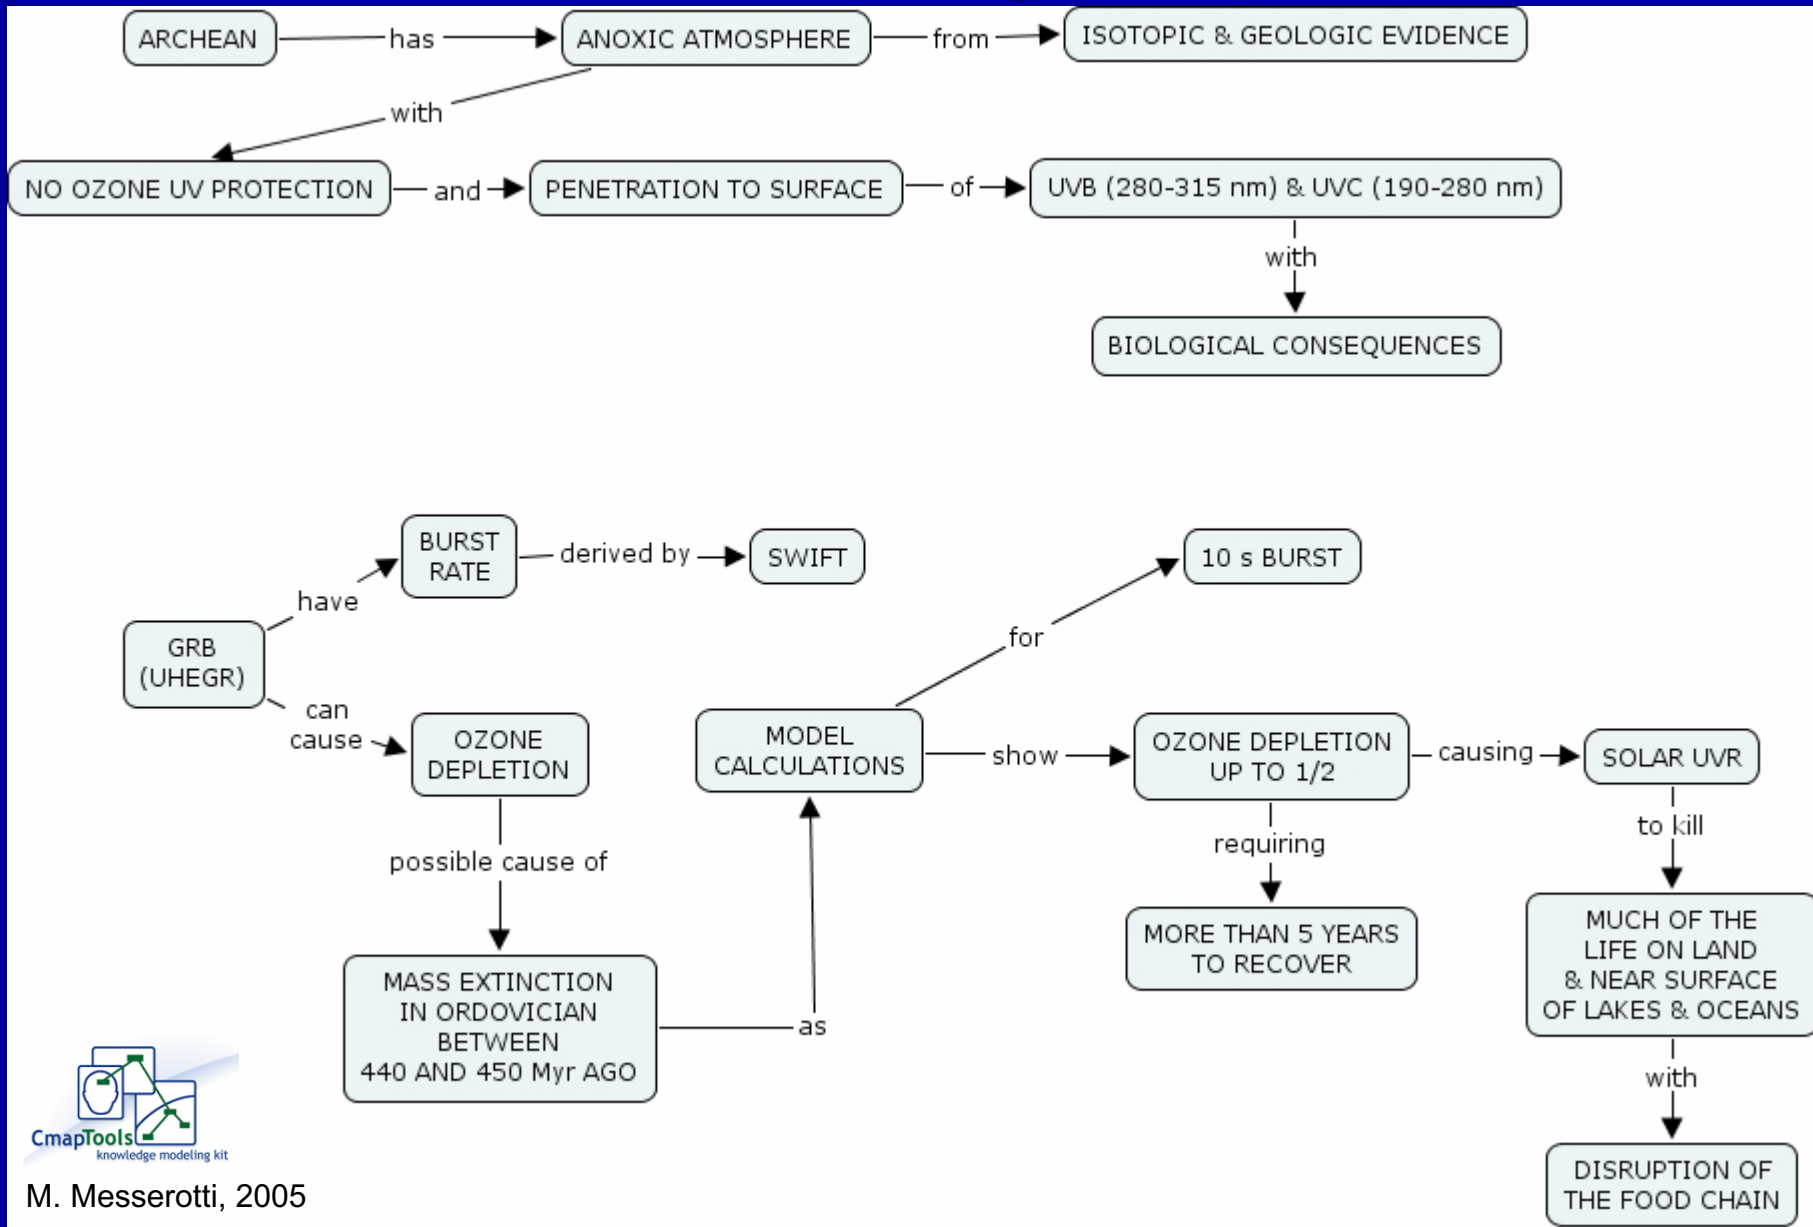 ARCHEAN
has
ANOXIC ATMOSPHERE
from
ISOTOPIC & GEOLOGIC EVIDENCE
with
NO OZONE UV PROTECTION
and
PENETRATION TO SURFACE
of
UVB (280-315 nm) & UVC (190-280 nm)
with
BIOLOGICAL CONSEQUENCES
GRB
(UHEGR)
have
BURST
RATE
derived by
SWIFT
can
cause
OZONE
DEPLETION
possible cause of
MASS EXTINCTION
IN ORDOVICIAN
BETWEEN
440 AND 450 Myr AGO
as
MODEL
CALCULATIONS
for
10 s BURST
show
OZONE DEPLETION
UP TO 1/2
requiring
MORE THAN 5 YEARS
TO RECOVER
causing
SOLAR UVR
to kill
MUCH OF THE
LIFE ON LAND
& NEAR SURFACE
OF LAKES & OCEANS
with
DISRUPTION OF
THE FOOD CHAIN
CmapTools
knowledge modeling kit
M. Messerotti, 2005